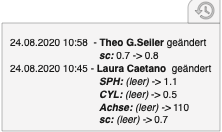 24.08.2020 10:58 - Theo G.Seiler geändert
sc: 0.7 -> 0.8
24.08.2020 10:45 - Laura Caetano geändert
SPH: (leer) -> 1.1
CYL: (leer) -> 0.5
Achse: (leer) -> 110
sc: (leer) -> 0.7